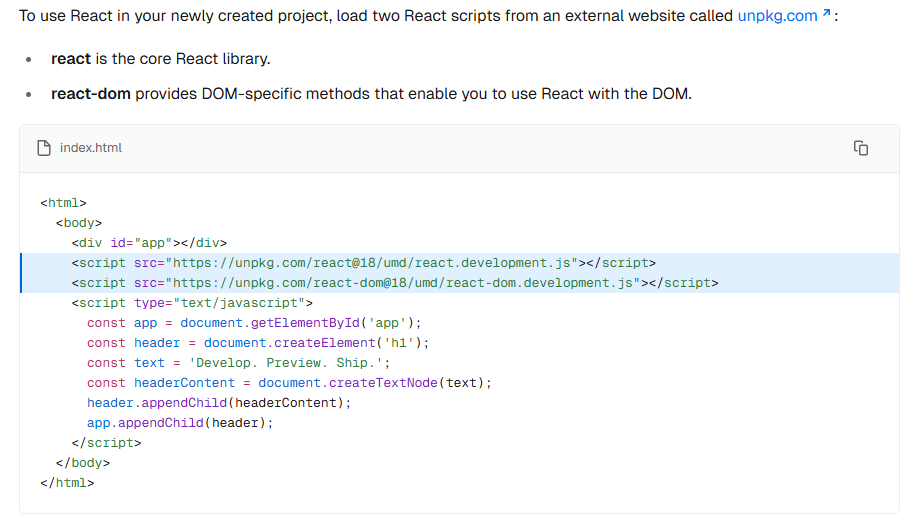 To use React in your newly created project, load two React scripts from an external website called unpkg.com ↗ :
• react is the core React library.
• react-dom provides DOM-specific methods that enable you to use React with the DOM.
index.html
<html>
  <body>
    <div id="app"></div>
    <script src="https://unpkg.com/react@18/umd/react.development.js"></script>
    <script src="https://unpkg.com/react-dom@18/umd/react-dom.development.js"></script>
    <script type="text/javascript">
      const app = document.getElementById('app');
      const header = document.createElement('h1');
      const text = 'Develop. Preview. Ship.';
      const headerContent = document.createTextNode(text);
      header.appendChild(headerContent);
      app.appendChild(header);
    </script>
  </body>
</html>